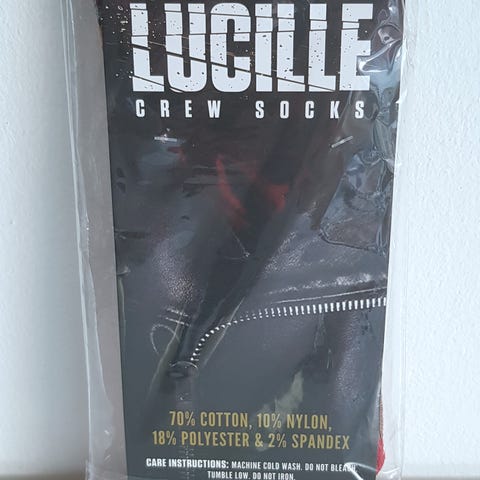 LUCILLE
CREW SOCKS
70% COTTON, 10% NYLON,
18% POLYESTER & 2% SPANDEX
CARE INSTRUCTIONS: MACHINE COLD WASH. DO NOT BLEACH
TUMBLE LOW. DO NOT IRON.